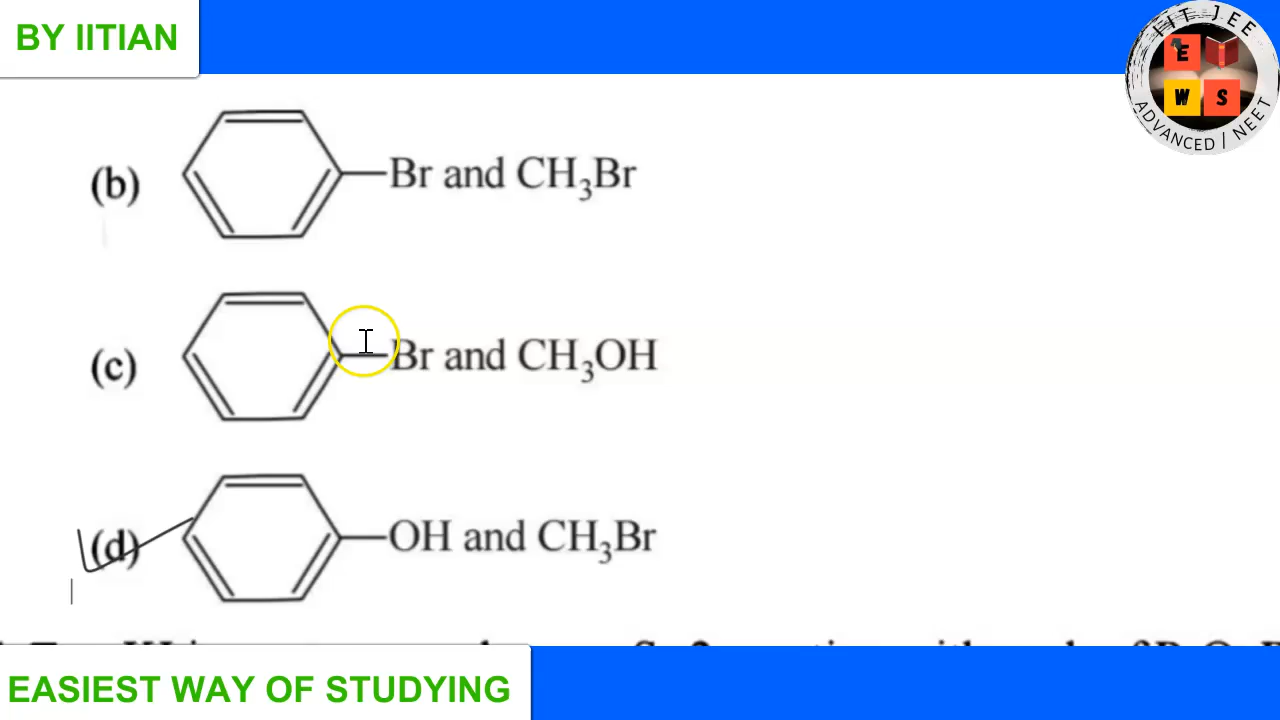 BY IITIAN
IIT JEE
E
W S
ADVANCED | NEET
(b) Br and CH₃Br
(c) Br and CH₃OH
(d) OH and CH₃Br
EASIEST WAY OF STUDYING